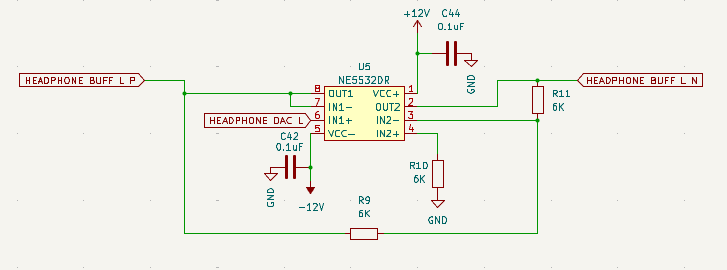 +12V
C44
0.1uF
GND
U5
NE5532DR
HEADPHONE BUFF L P
HEADPHONE BUFF L N
8 OUT1 VCC+ 1
7 IN1- OUT2 2
6 IN1+ IN2- 3
5 VCC- IN2+ 4
HEADPHONE DAC L
R11
6K
C42
0.1uF
GND
-12V
R10
6K
GND
R9
6K